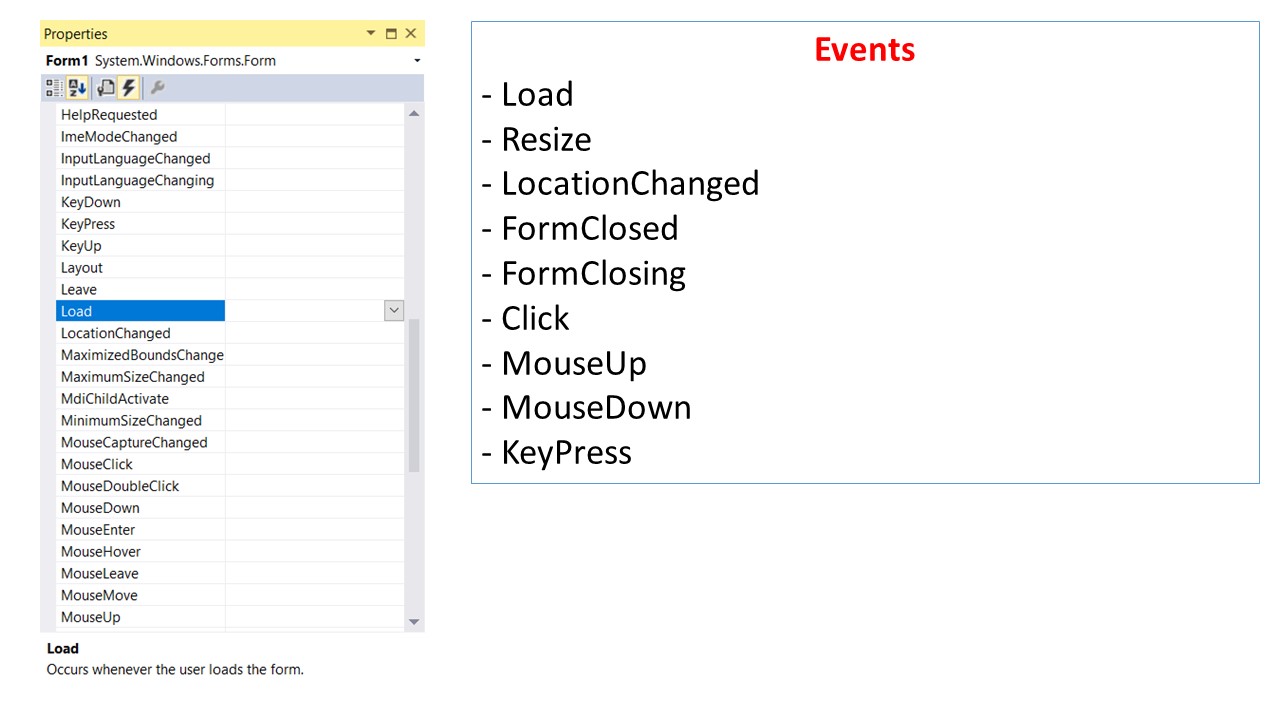 Properties
Form1 System.Windows.Forms.Form
HelpRequested
ImeModeChanged
InputLanguageChanged
InputLanguageChanging
KeyDown
KeyPress
KeyUp
Layout
Leave
Load
LocationChanged
MaximizedBoundsChange
MaximumSizeChanged
MdiChildActivate
MinimumSizeChanged
MouseCaptureChanged
MouseClick
MouseDoubleClick
MouseDown
MouseEnter
MouseHover
MouseLeave
MouseMove
MouseUp
Load
Occurs whenever the user loads the form.
Events
- Load
- Resize
- LocationChanged
- FormClosed
- FormClosing
- Click
- MouseUp
- MouseDown
- KeyPress